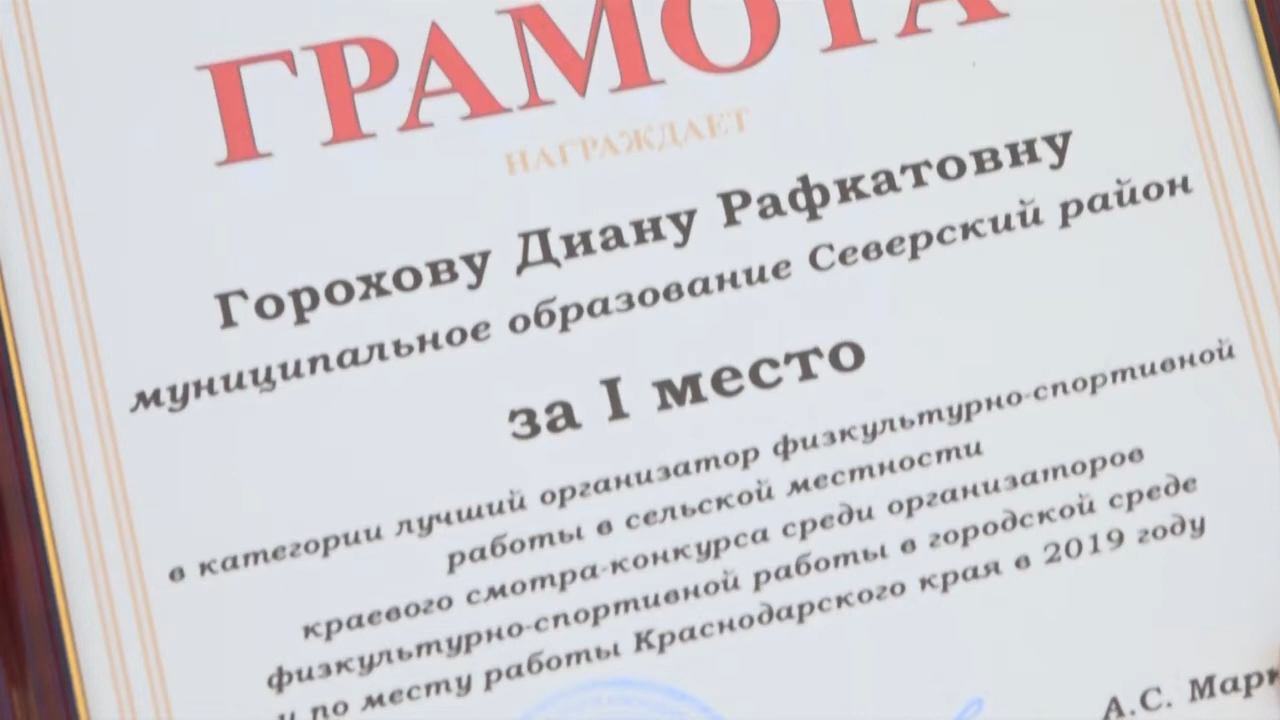 ГРАМОТА
НАГРАЖДАЕТ
Горохову Диану Рафкатовну
муниципальное образование Северский район
за I место
в категории лучший организатор физкультурно-спортивной
работы в сельской местности
краевого смотра-конкурса среди организаторов
физкультурно-спортивной работы в городской среде
и по месту работы Краснодарского края в 2019 году
А.С.